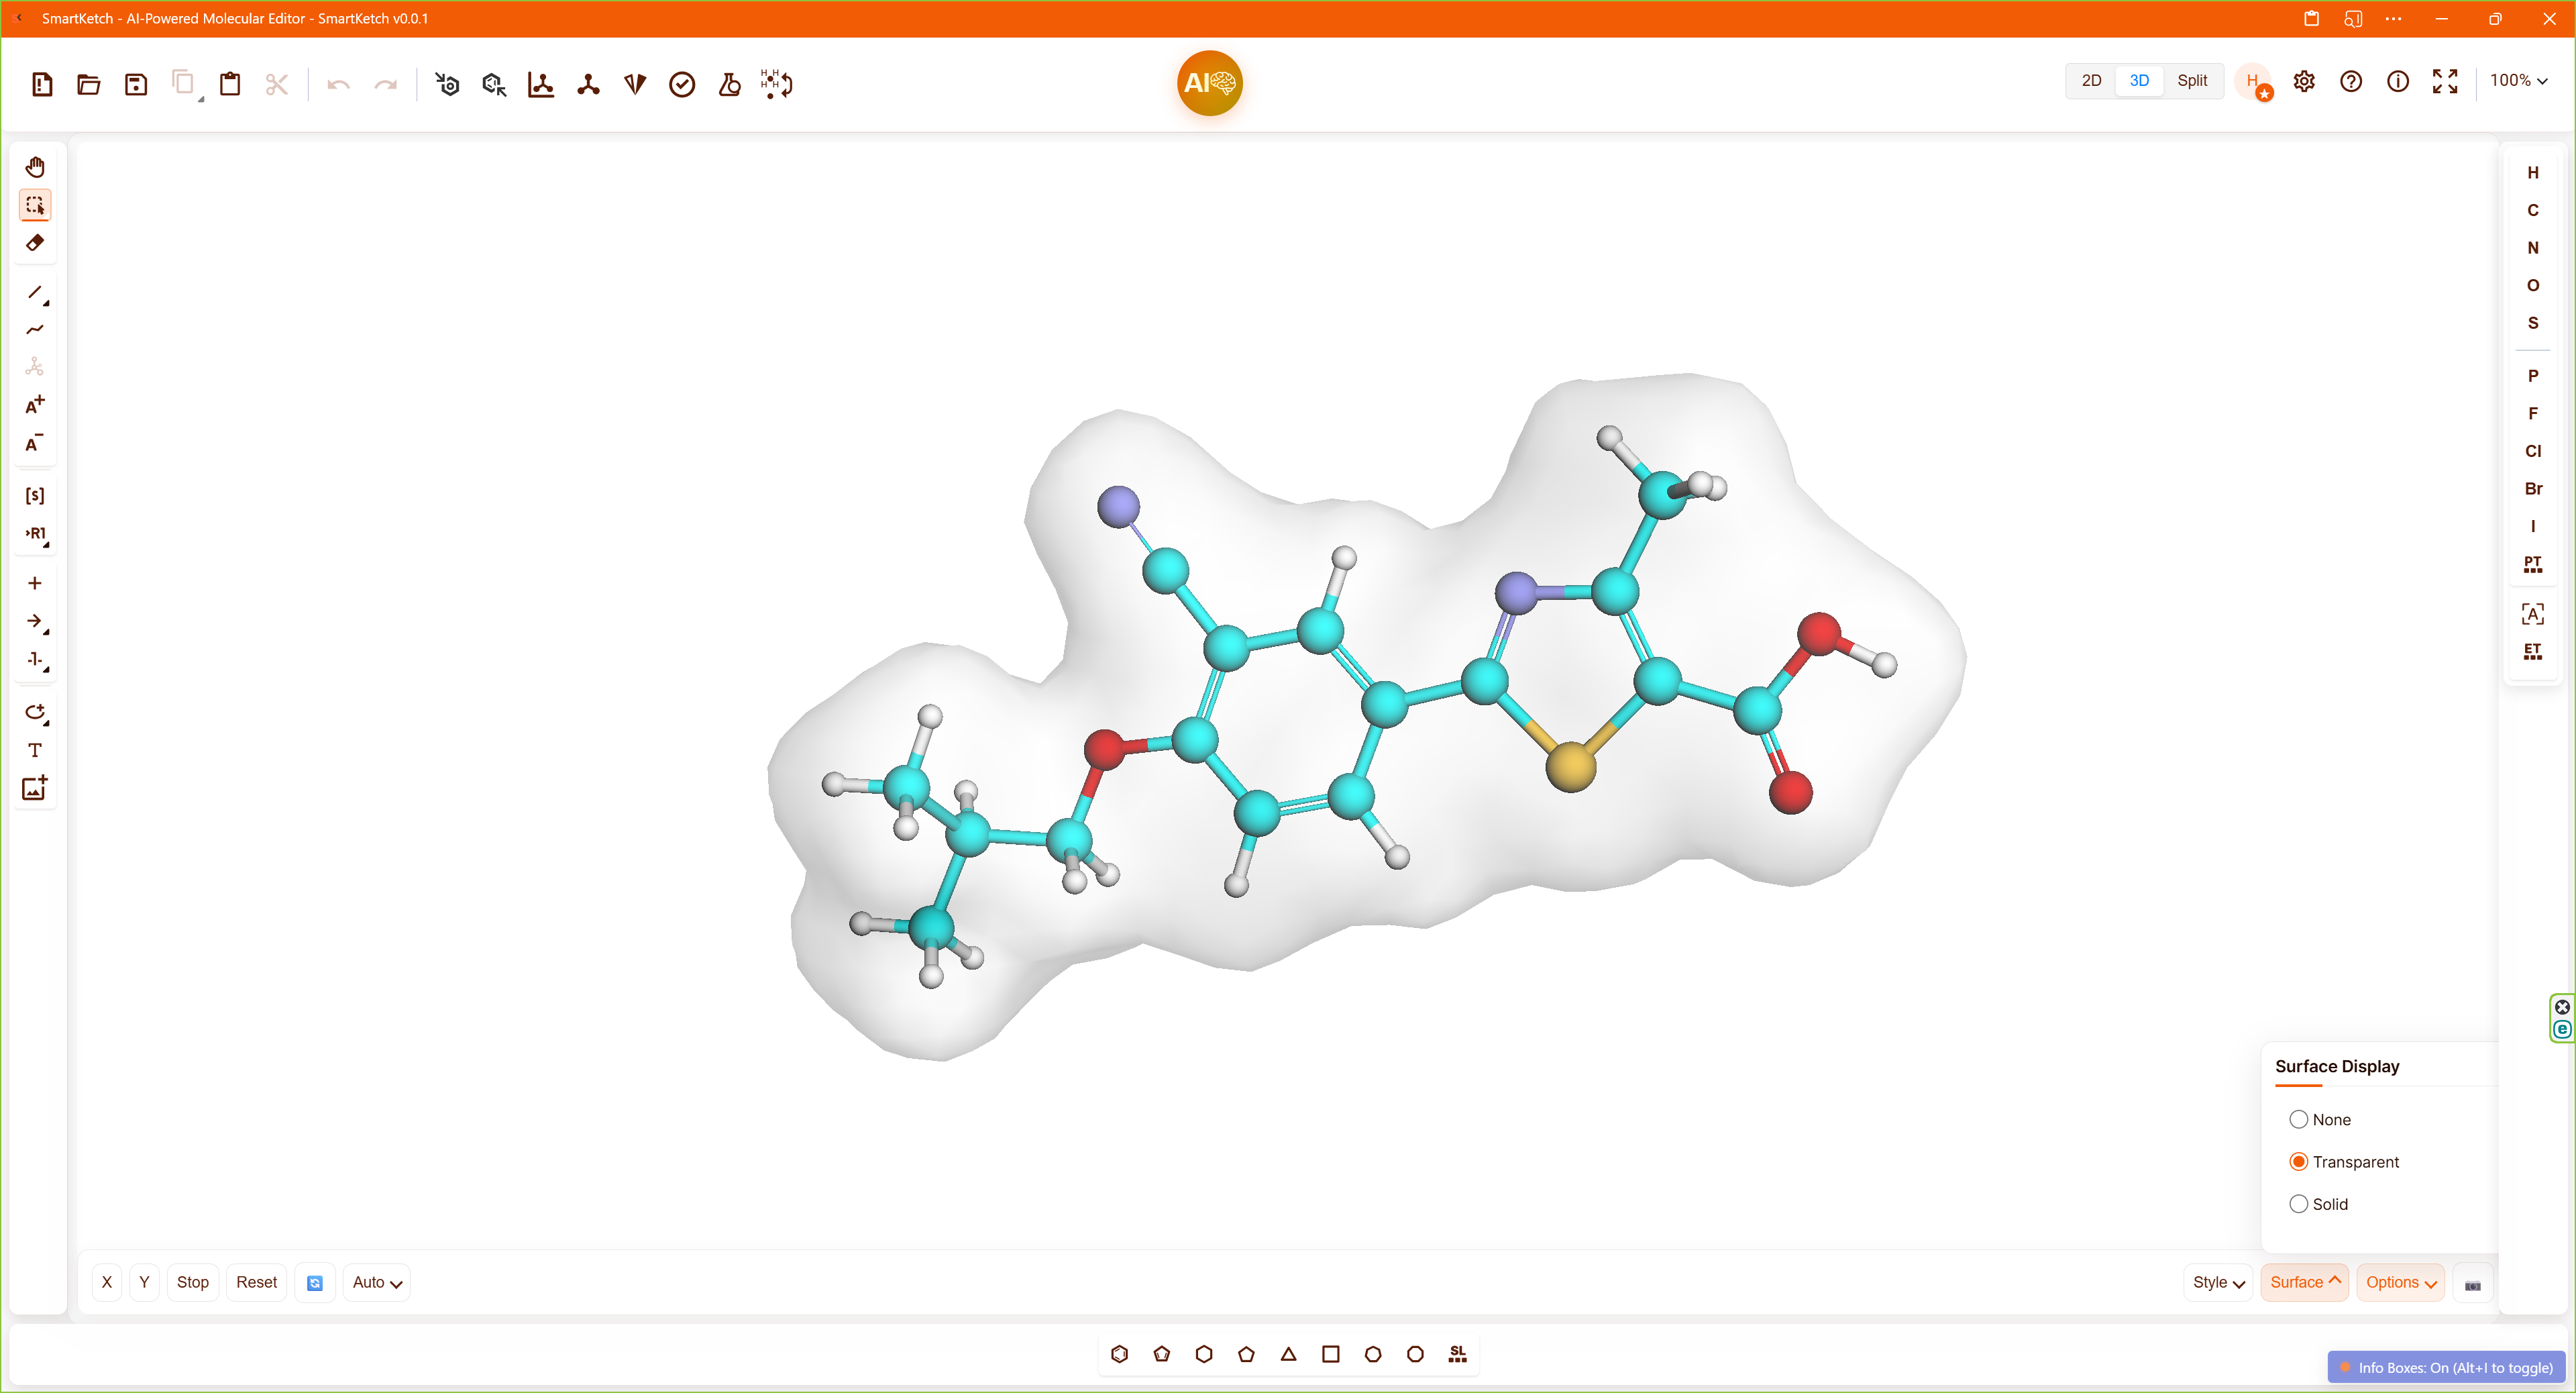 SmartKetch - AI-Powered Molecular Editor - SmartKetch v0.0.1
AI
2D 3D Split H 100%
H H
H H
A+
A-
[s]
›R1
T
H
C
N
O
S
P
F
Cl
Br
I
PT
[A]
ET
e
Surface Display
None
Transparent
Solid
X Y Stop Reset Auto Style Surface Options
SL
Info Boxes: On (Alt+I to toggle)